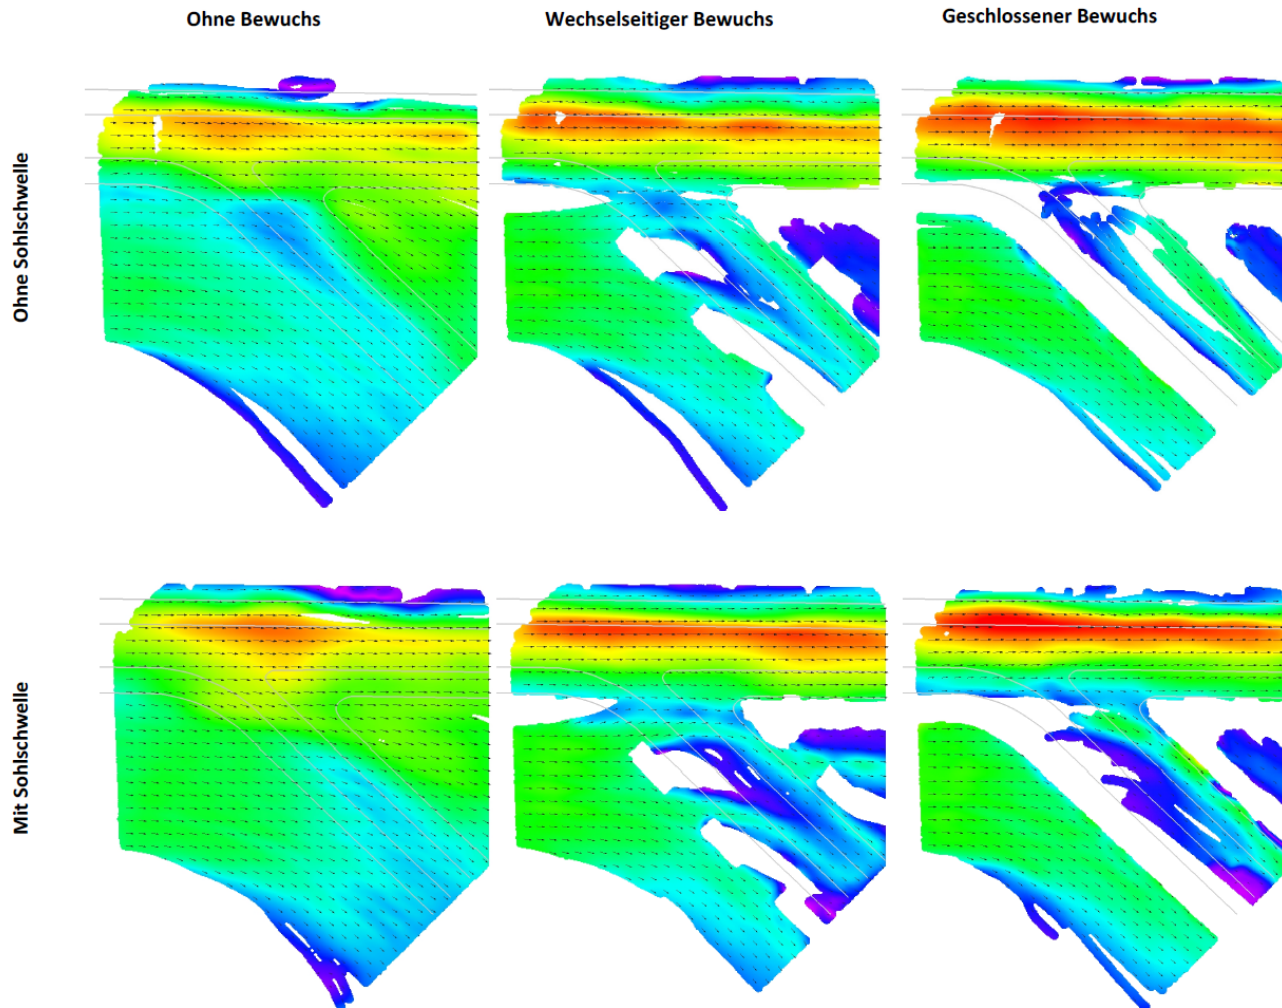 Ohne Bewuchs
Wechselseitiger Bewuchs
Geschlossener Bewuchs
Ohne Sohlschwelle
Mit Sohlschwelle